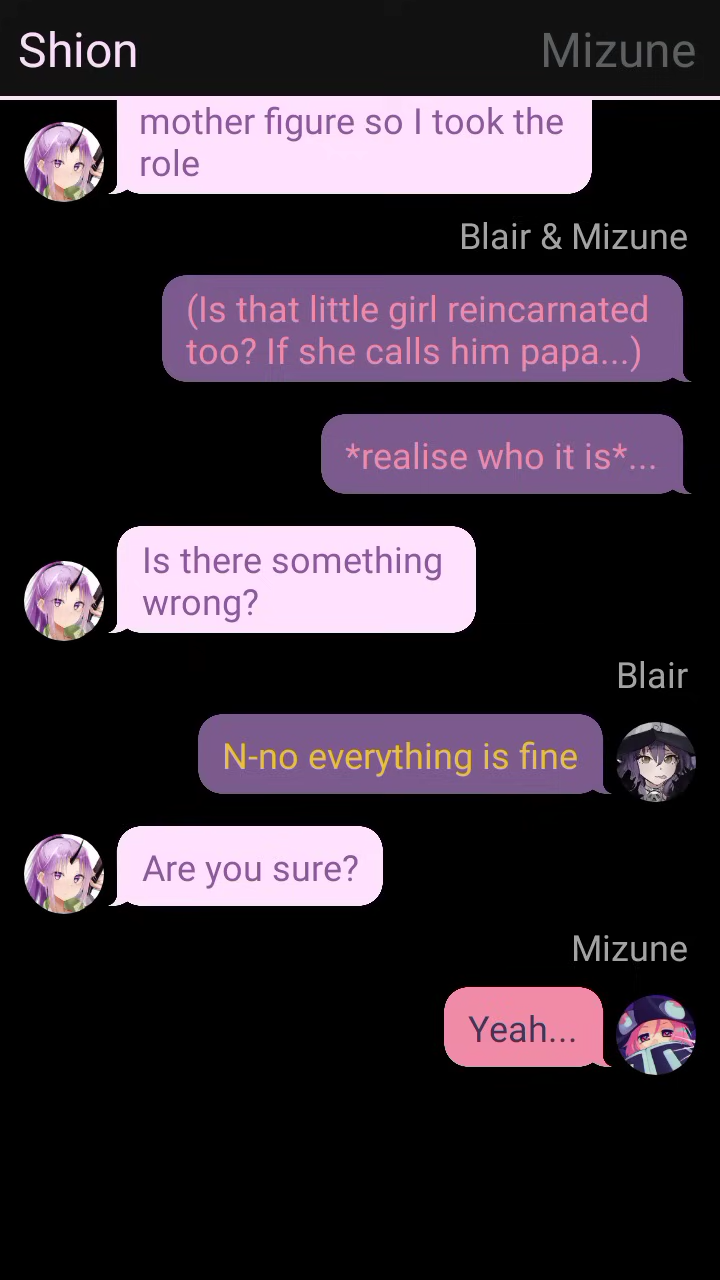 Shion
Mizune
mother figure so I took the
role
Blair & Mizune
(Is that little girl reincarnated
too? If she calls him papa...)
*realise who it is*...
Is there something
wrong?
Blair
N-no everything is fine
Are you sure?
Mizune
Yeah...